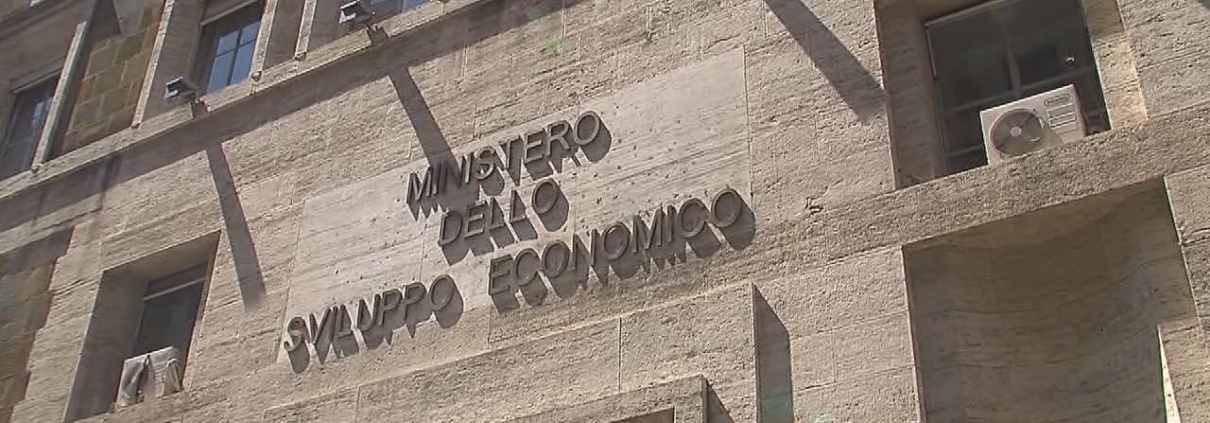 MINISTERO
DELLO
SVILUPPO ECONOMICO